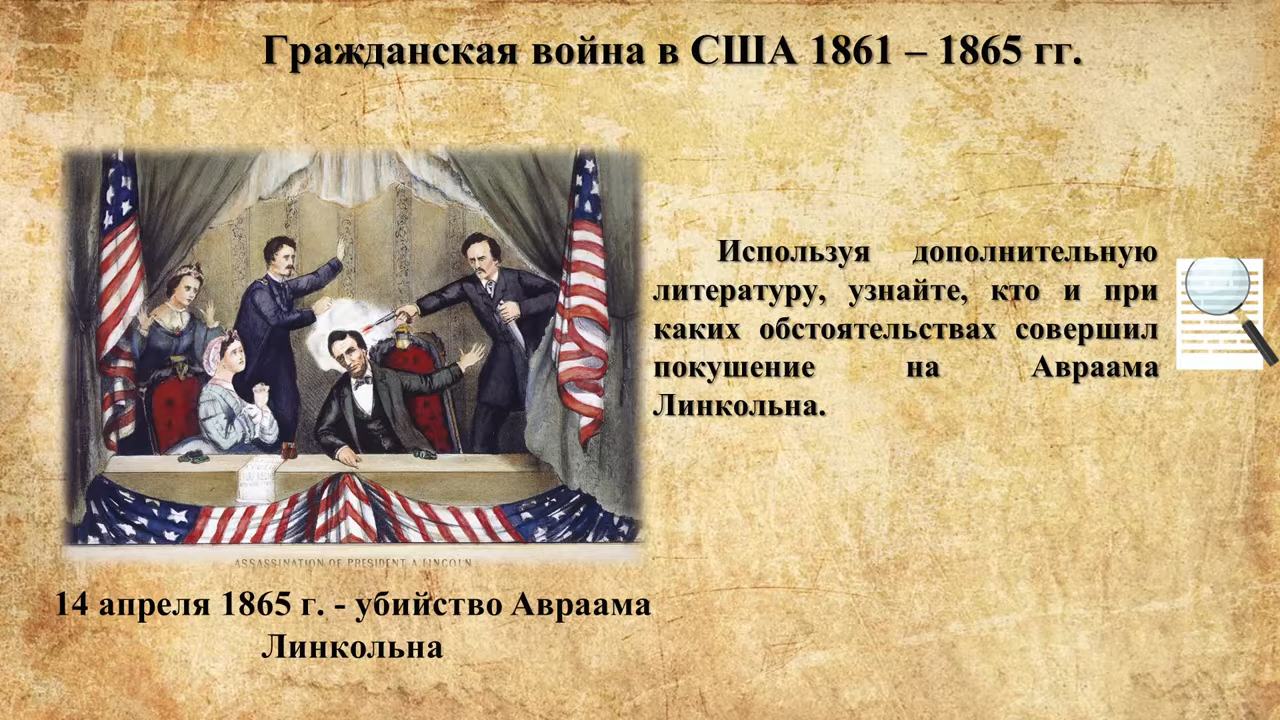 Гражданская война в США 1861 – 1865 гг.
Используя дополнительную
литературу, узнайте, кто и при
каких обстоятельствах совершил
покушение на Авраама
Линкольна.
ASSASSINATION OF PRESIDENT A. LINCOLN
14 апреля 1865 г. - убийство Авраама
Линкольна